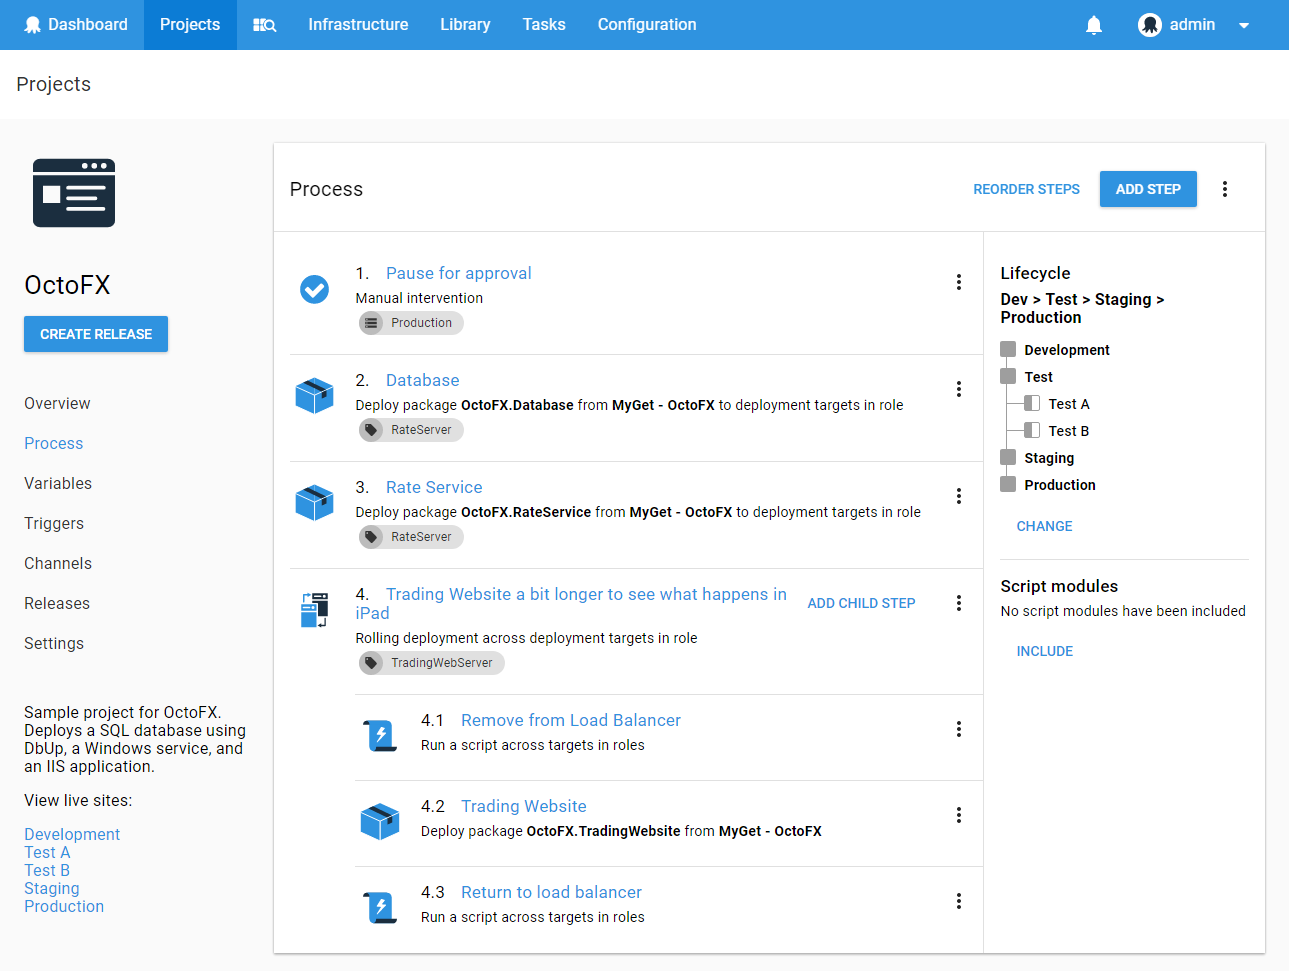 Dashboard Projects Infrastructure Library Tasks Configuration admin
Projects
OctoFX
CREATE RELEASE
Overview
Process
Variables
Triggers
Channels
Releases
Settings
Sample project for OctoFX.
Deploys a SQL database using
DbUp, a Windows service, and
an IIS application.
View live sites:
Development
Test A
Test B
Staging
Production
Process
REORDER STEPS
ADD STEP
1. Pause for approval
Manual intervention
Production
2. Database
Deploy package OctoFX.Database from MyGet - OctoFX to deployment targets in role
RateServer
3. Rate Service
Deploy package OctoFX.RateService from MyGet - OctoFX to deployment targets in role
RateServer
4. Trading Website a bit longer to see what happens in
iPad
ADD CHILD STEP
Rolling deployment across deployment targets in role
TradingWebServer
4.1 Remove from Load Balancer
Run a script across targets in roles
4.2 Trading Website
Deploy package OctoFX.TradingWebsite from MyGet - OctoFX
4.3 Return to load balancer
Run a script across targets in roles
Lifecycle
Dev > Test > Staging >
Production
Development
Test
Test A
Test B
Staging
Production
CHANGE
Script modules
No script modules have been included
INCLUDE